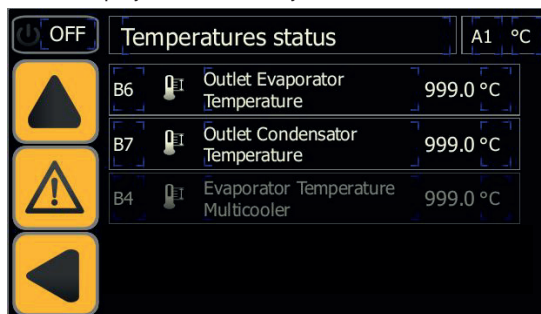 OFF Temperatures status A1 °C
B6 Outlet Evaporator Temperature 999.0 °C
B7 Outlet Condensator Temperature 999.0 °C
B4 Evaporator Temperature Multicooler 999.0 °C